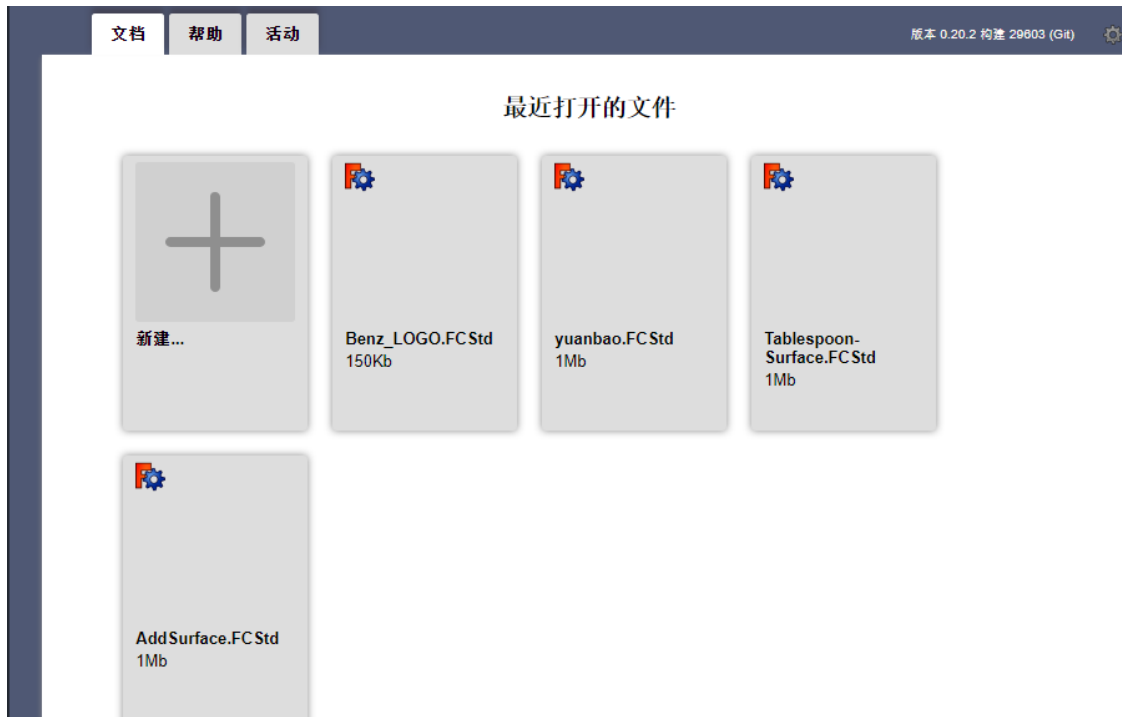 文档 帮助 活动 版本 0.20.2 构建 29603 (Git)
最近打开的文件
新建...
Benz_LOGO.FCStd
150Kb
yuanbao.FCStd
1Mb
Tablespoon-
Surface.FCStd
1Mb
AddSurface.FCStd
1Mb